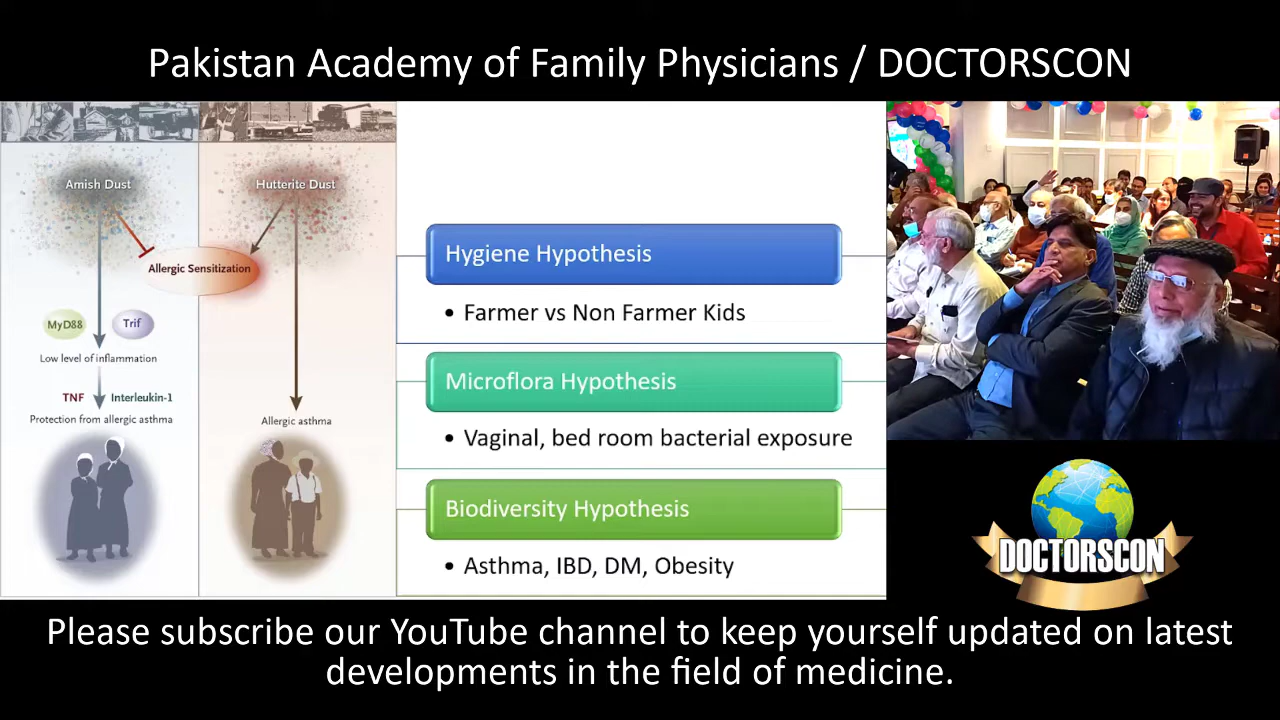 Pakistan Academy of Family Physicians / DOCTORSCON
Amish Dust
Hutterite Dust
Allergic Sensitization
MyD88
Trif
Low level of inflammation
TNF
Interleukin-1
Protection from allergic asthma
Allergic asthma
Hygiene Hypothesis
• Farmer vs Non Farmer Kids
Microflora Hypothesis
• Vaginal, bed room bacterial exposure
Biodiversity Hypothesis
• Asthma, IBD, DM, Obesity
DOCTORSCON
Please subscribe our YouTube channel to keep yourself updated on latest
developments in the field of medicine.